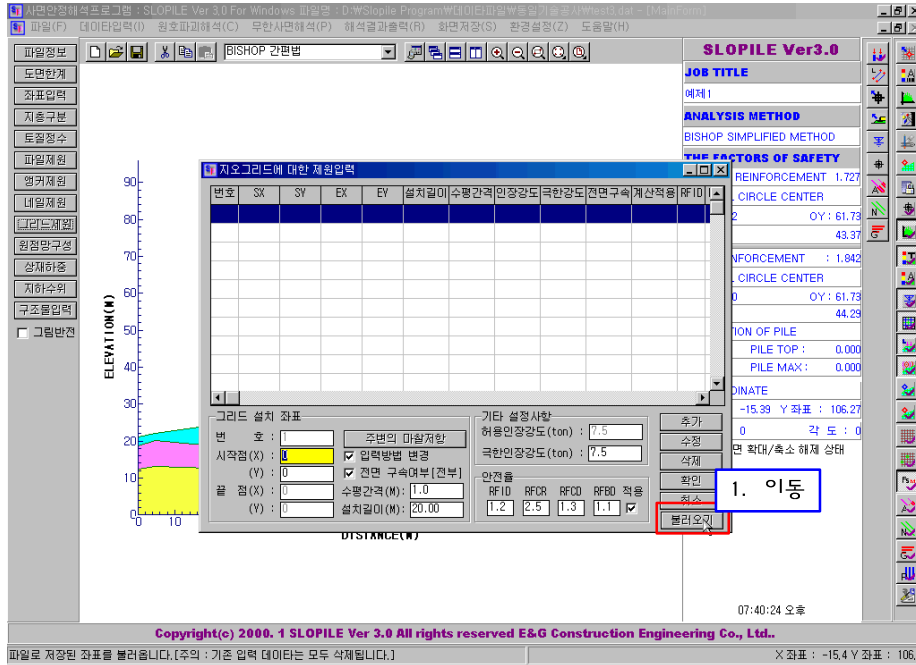 사면안정해석프로그램 : SLOPILE Ver 3,0 For Windows 파일명 : D:\Slopile Program\데이타파일\동일기술공사\test3.dat - [MainForm]
파일(F) 데이타입력(I) 원호파괴해석(C) 무한사면해석(P) 해석결과출력(R) 화면저장(S) 환경설정(Z) 도움말(H)
파일정보
도면한계
좌표입력
지층구분
토질정수
파일제원
앵커제원
네일제원
그리드제원
원점망구성
상재하중
지하수위
구조물입력
그림반전
BISHOP 간편법
90
80
70
60
50
40
30
20
10
0
0 10
ELEVATION(M)
DISTANCE(M)
지오그리드에 대한 제원입력
번호 SX SY EX EY 설치길이 수평간격 인장강도 극한강도 전면구속 계산적용 RFID
그리드 설치 좌표
번 호 : 1 주변의 마찰저항
시작점(X) : 0 입력방법 변경
(Y) : 0 전면 구속여부[전부]
끝 점(X) : 0 수평간격(M): 1.0
(Y) : 0 설치길이(M): 20.00
기타 설정사항
허용인장강도(ton) : 7.5
극한인장강도(ton) : 7.5
안전율
RFID RFCR RFCD RFBD 적용
1.2 2.5 1.3 1.1
추가
수정
삭제
확인
취소
불러오기
1. 이동
SLOPILE Ver3.0
JOB TITLE
예제1
ANALYSIS METHOD
BISHOP SIMPLIFIED METHOD
THE FACTORS OF SAFETY
REINFORCEMENT 1.727
CIRCLE CENTER
2 OY : 61.73
43.37
NFORCEMENT : 1.842
CIRCLE CENTER
0 OY : 61.73
44.29
ION OF PILE
PILE TOP : 0.000
PILE MAX : 0.000
DINATE
-15.39 Y 좌표 : 106.27
0 각 도 : 0
면 확대/축소 해제 상태
07:40:24 오후
Copyright(c) 2000. 1 SLOPILE Ver 3.0 All rights reserved E&G Construction Engineering Co., Ltd..
파일로 저장된 좌표를 불러옵니다.[주의 : 기존 입력 데이타는 모두 삭제됩니다.]
X 좌표 : -15,4 Y 좌표 : 106,